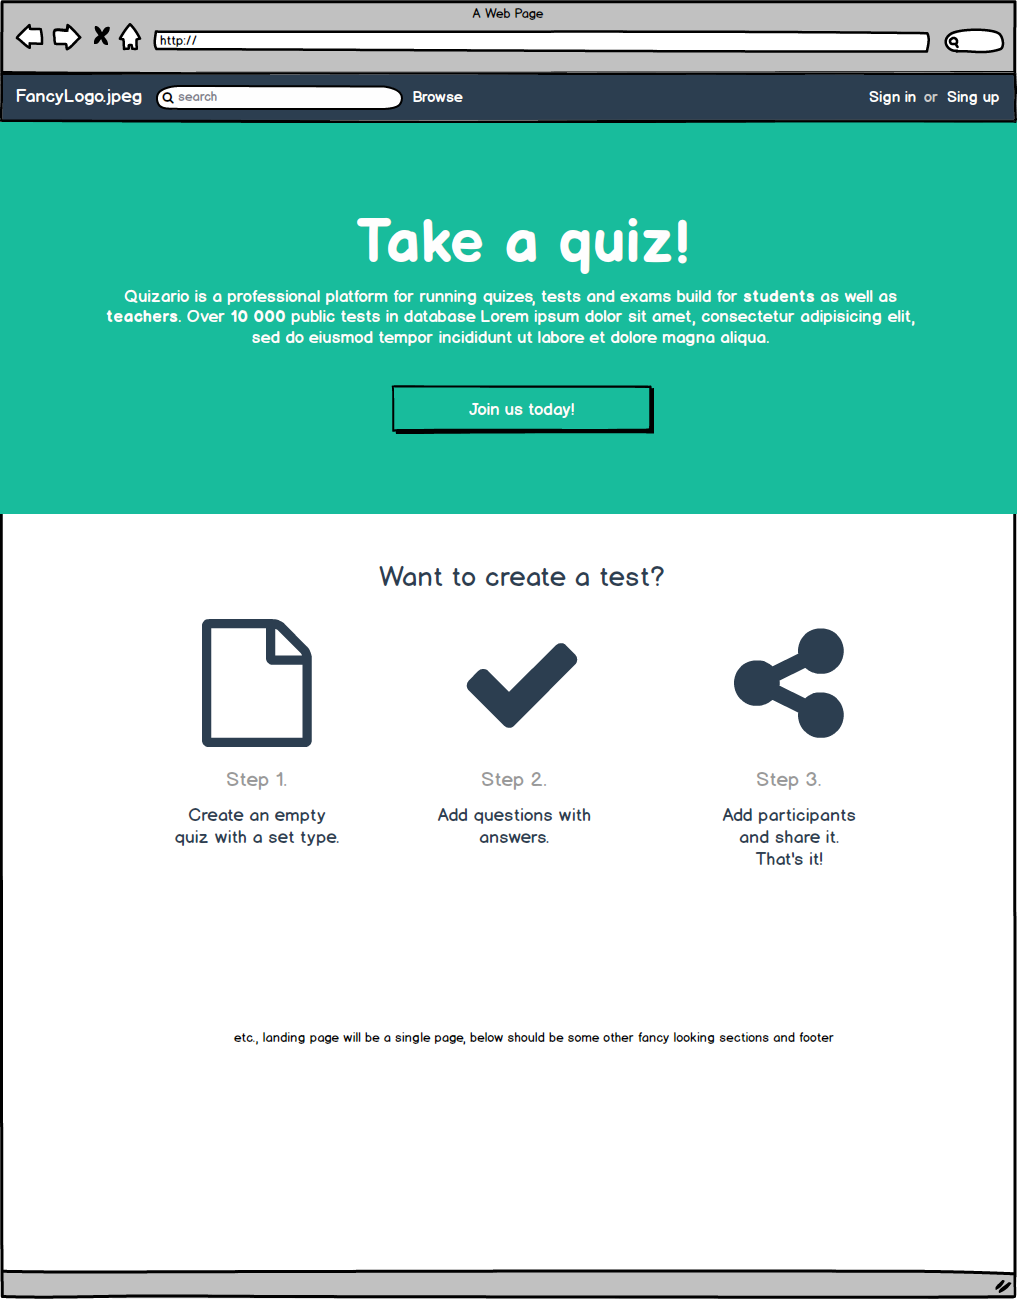 A Web Page
http://
FancyLogo.jpeg search Browse Sign in or Sing up
Take a quiz!
Quizario is a professional platform for running quizes, tests and exams build for students as well as
teachers. Over 10 000 public tests in database Lorem ipsum dolor sit amet, consectetur adipisicing elit,
sed do eiusmod tempor incididunt ut labore et dolore magna aliqua.
Join us today!
Want to create a test?
Step 1.
Create an empty
quiz with a set type.
Step 2.
Add questions with
answers.
Step 3.
Add participants
and share it.
That's it!
etc., landing page will be a single page, below should be some other fancy looking sections and footer